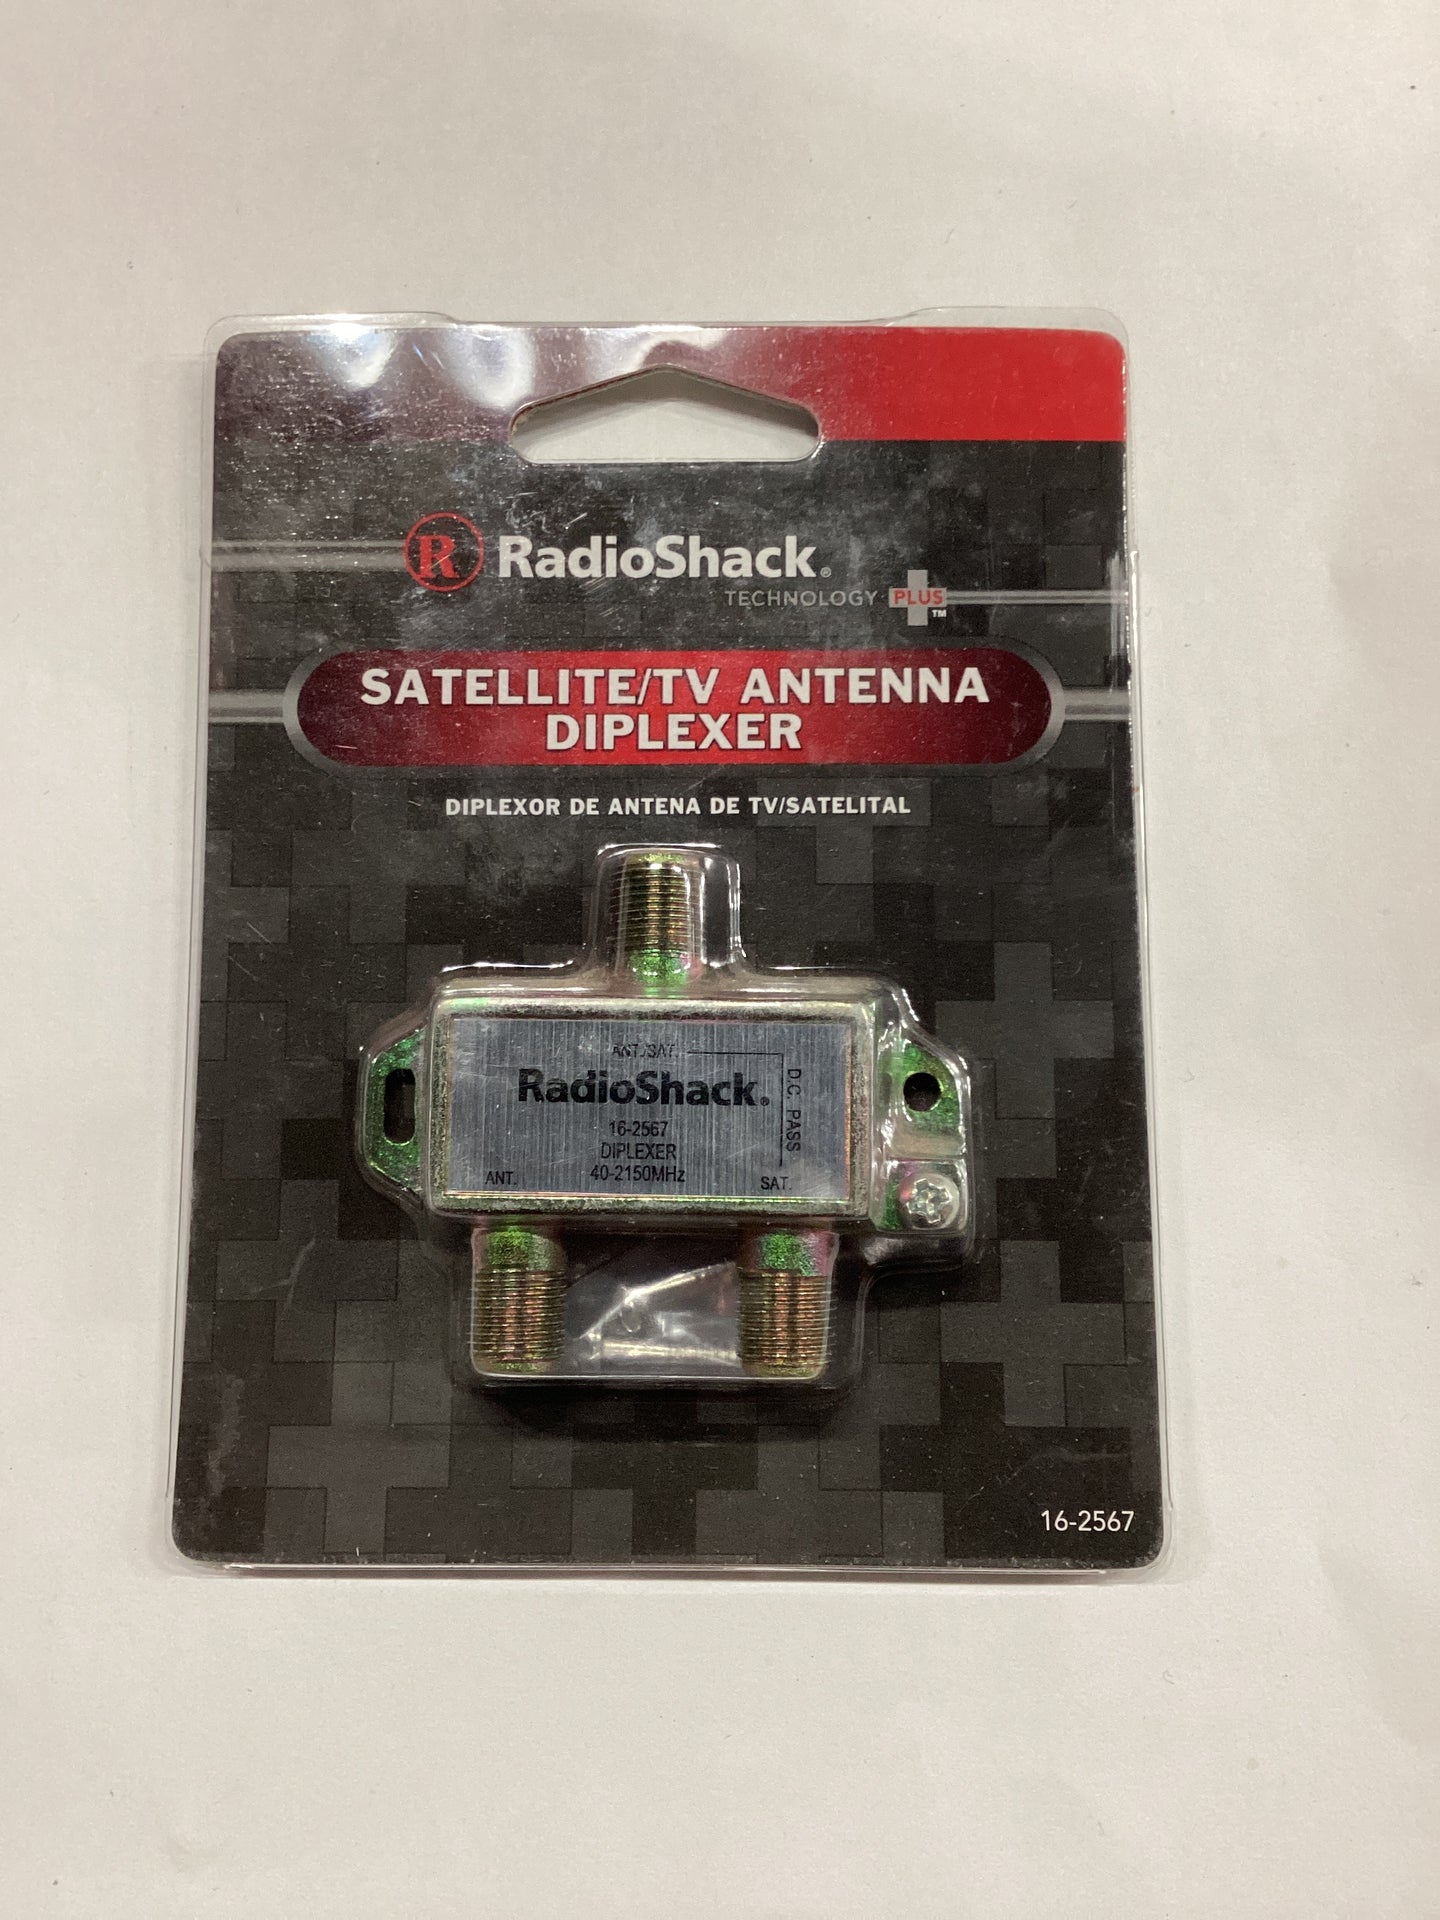 R RadioShack®
TECHNOLOGY PLUS™
SATELLITE/TV ANTENNA
DIPLEXER
DIPLEXOR DE ANTENA DE TV/SATELITAL
ANT./SAT.
D.C. PASS
RadioShack®
16-2567
DIPLEXER
40-2150MHz
ANT.
SAT.
16-2567